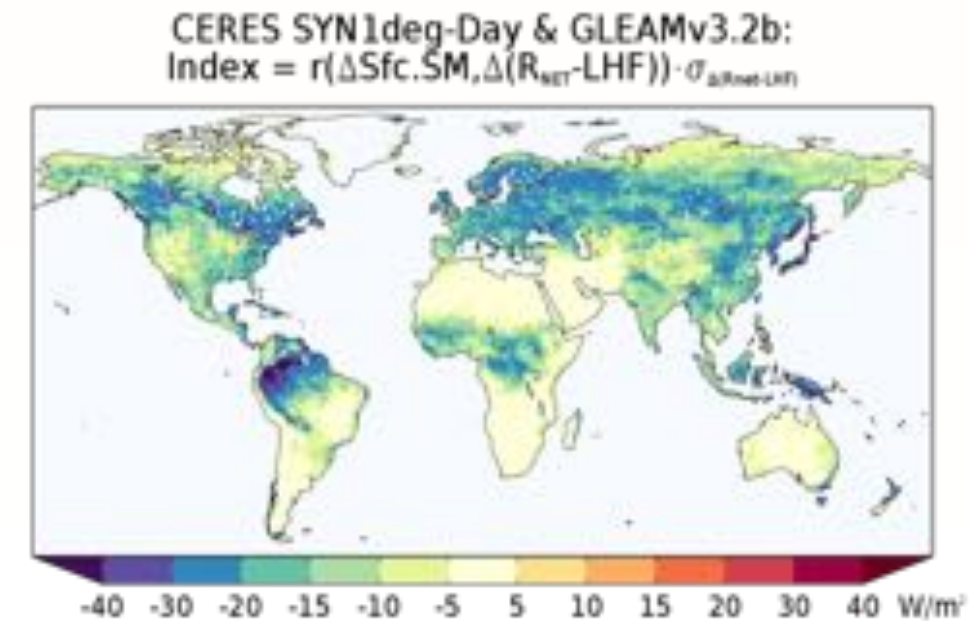 CERES SYN1deg-Day & GLEAMv3.2b:
Index = r(ΔSfc.SM,Δ(R_NET-LHF))·σ_Δ(Rnet-LHF)
-40 -30 -20 -15 -10 -5 5 10 15 20 30 40 W/m²